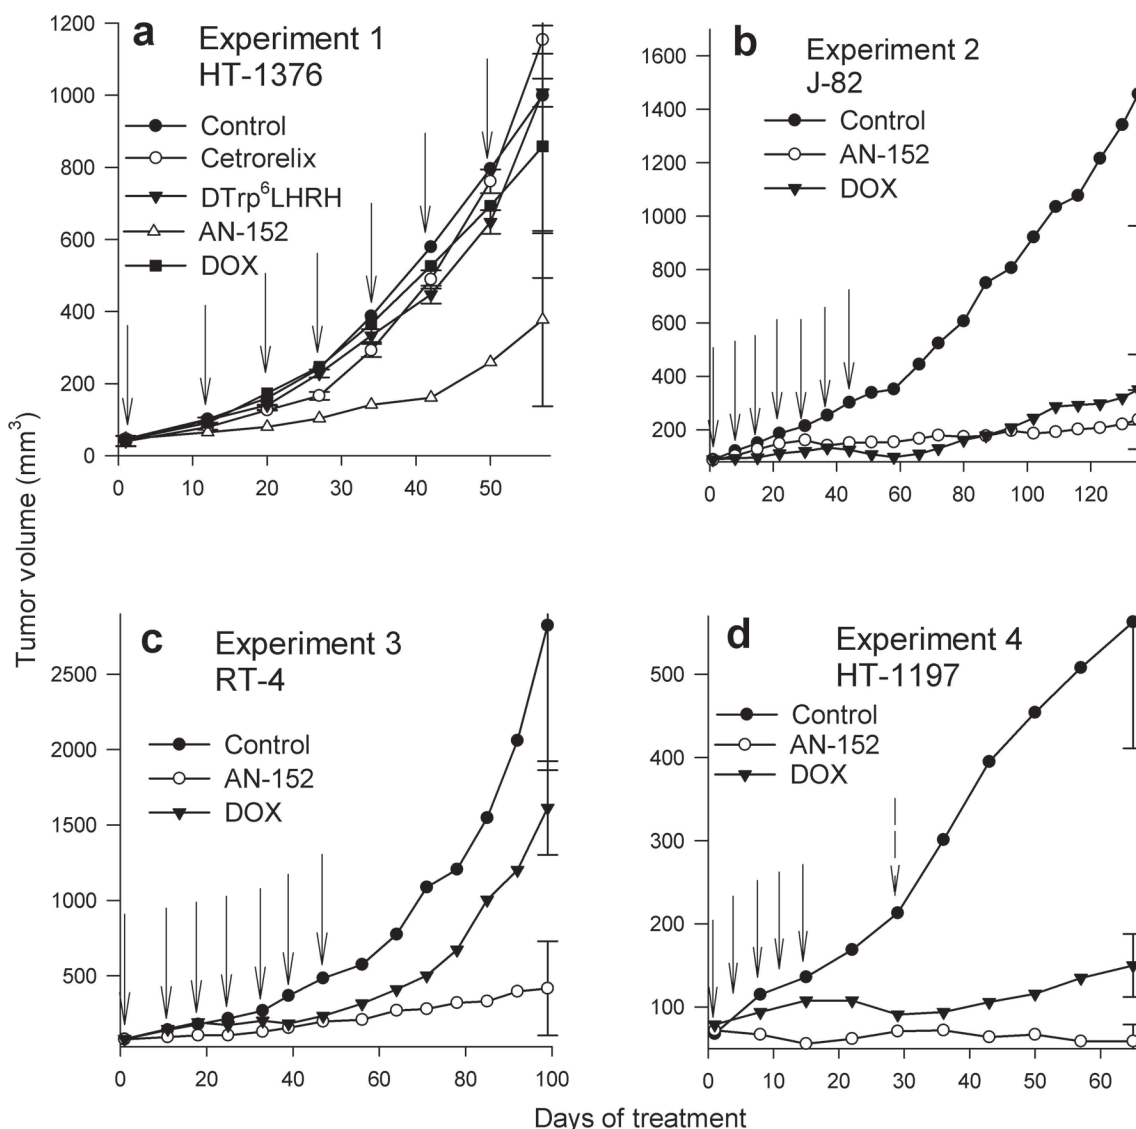 Tumor volume (mm³)
a
Experiment 1
HT-1376
Control
Cetrorelix
DTrp⁶LHRH
AN-152
DOX
1200
1000
800
600
400
200
0
0 10 20 30 40 50
b
Experiment 2
J-82
Control
AN-152
DOX
1600
1400
1200
1000
800
600
400
200
0 20 40 60 80 100 120
c
Experiment 3
RT-4
Control
AN-152
DOX
2500
2000
1500
1000
500
0 20 40 60 80 100
d
Experiment 4
HT-1197
Control
AN-152
DOX
500
400
300
200
100
0 10 20 30 40 50 60
Days of treatment